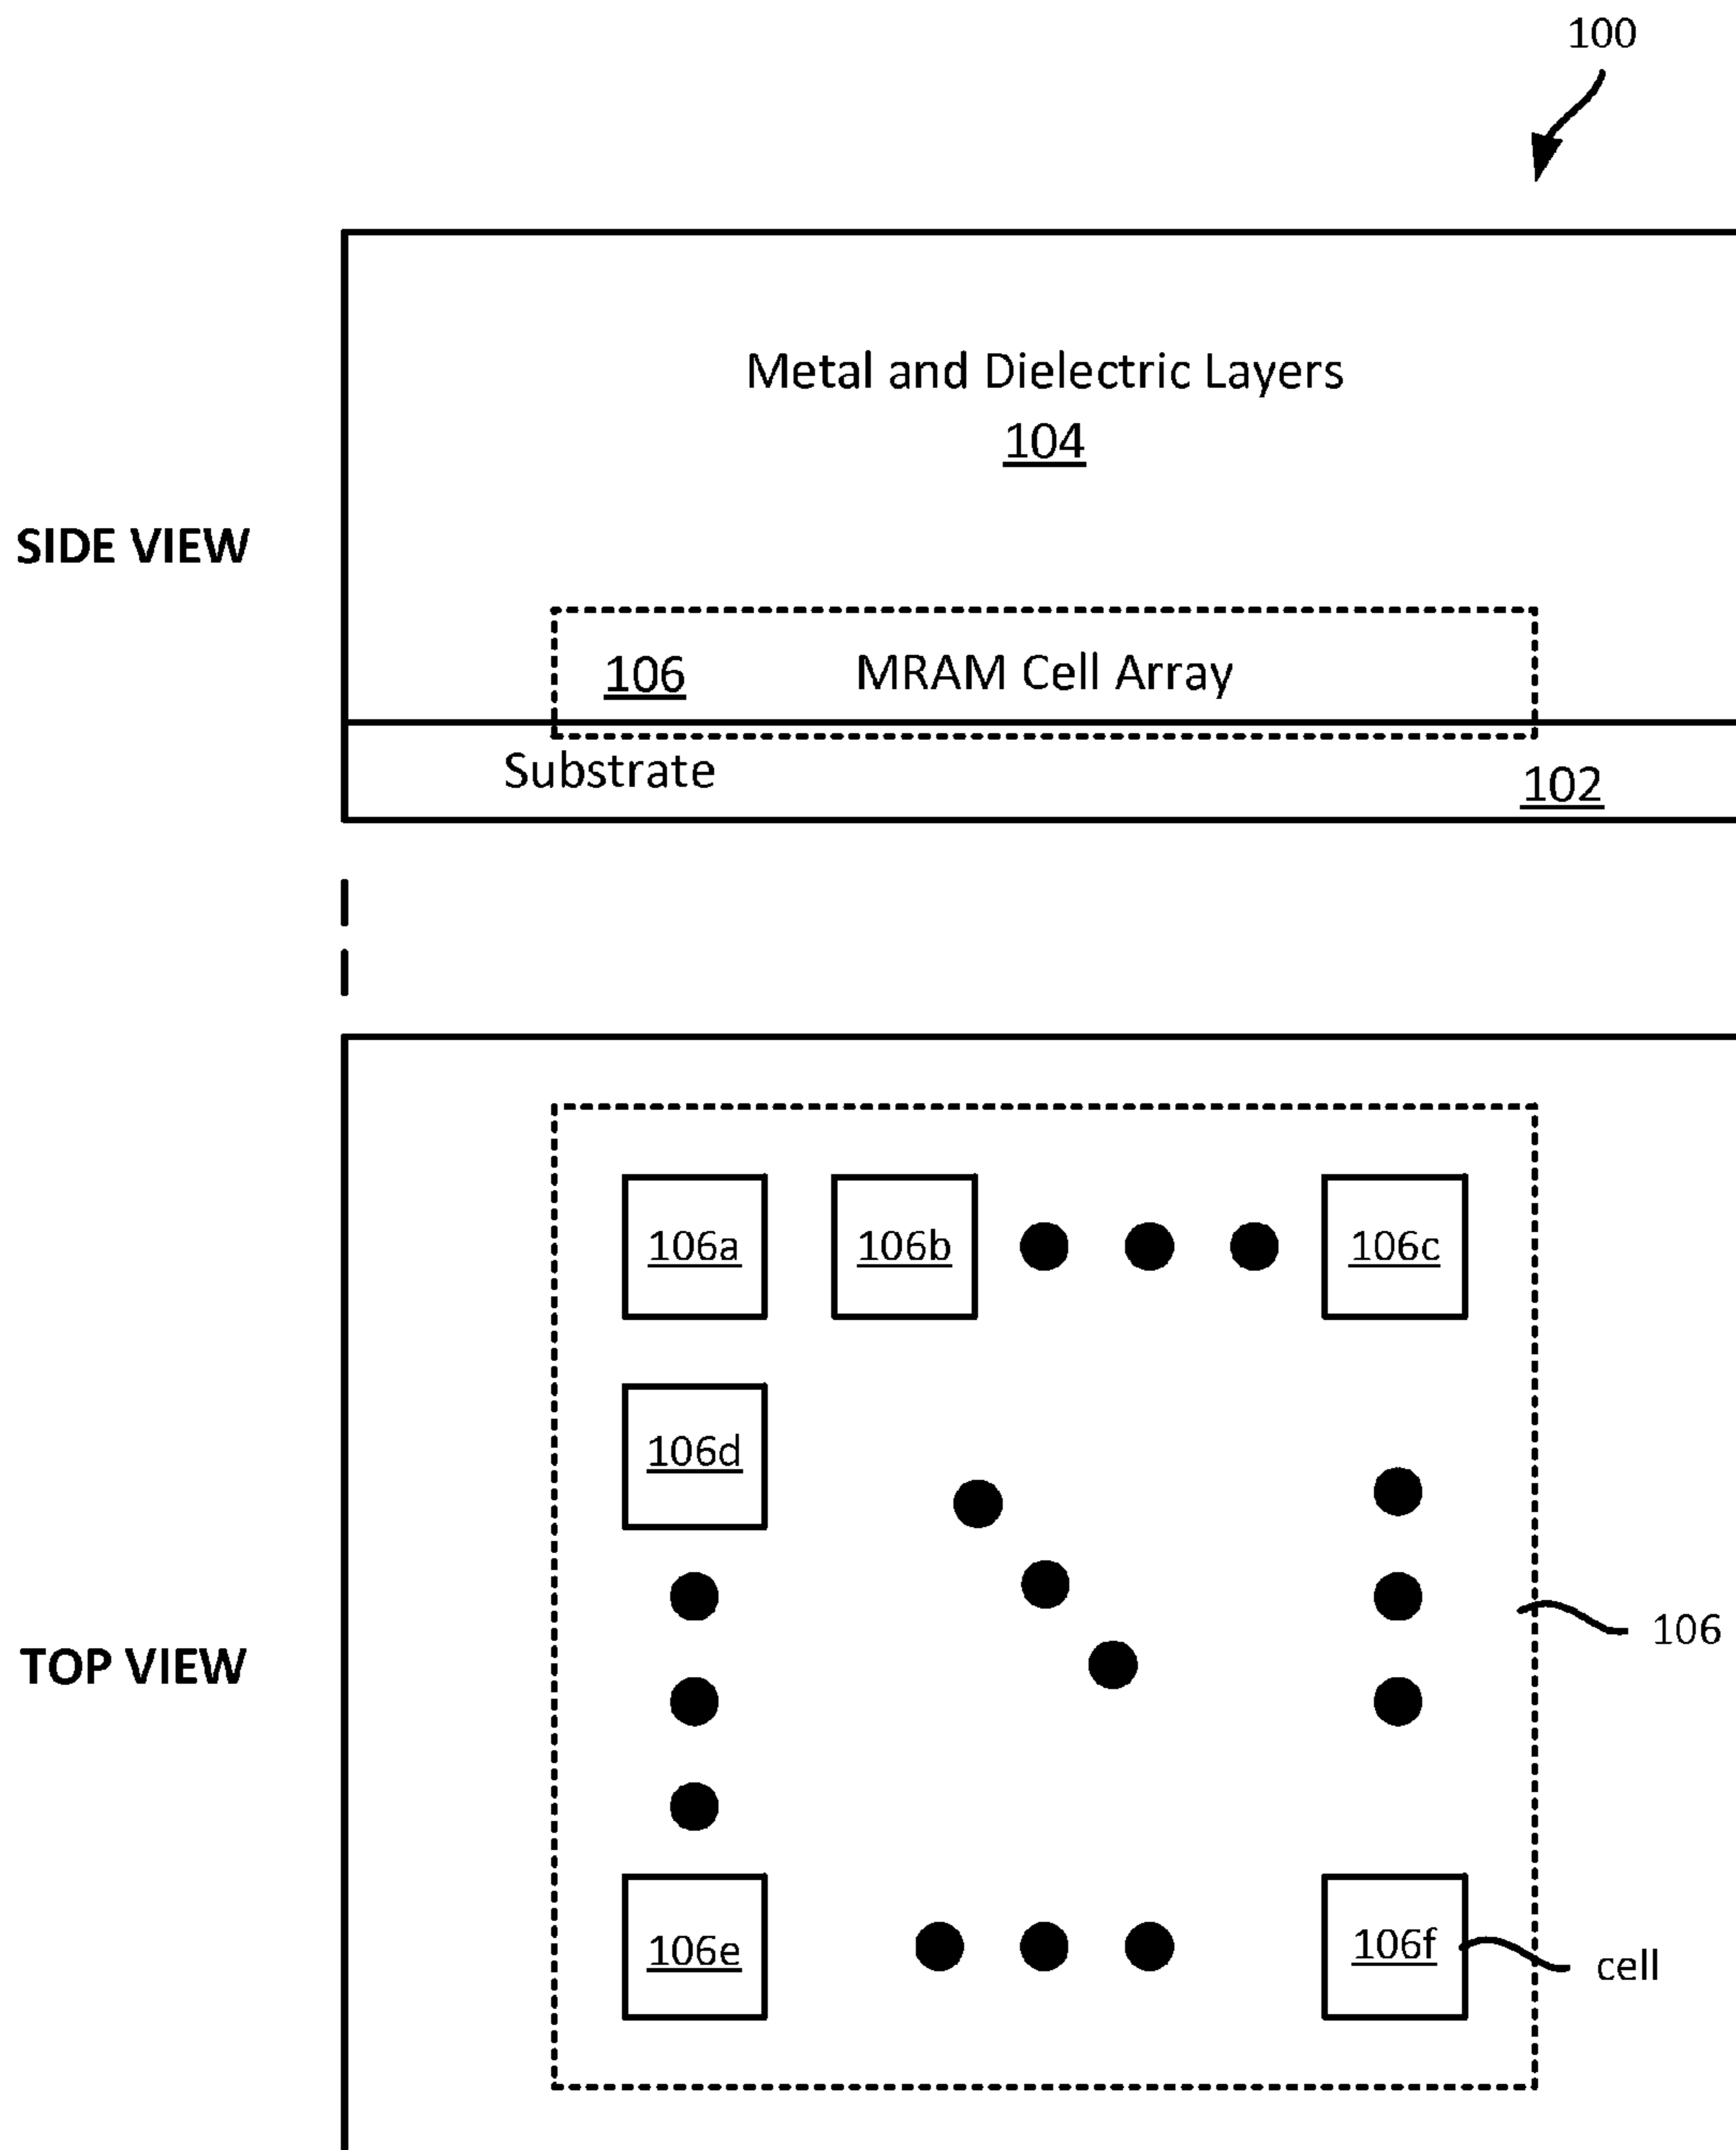 100
Metal and Dielectric Layers
104
SIDE VIEW
106 MRAM Cell Array
Substrate
102
106a 106b 106c
106d
106
TOP VIEW
106e 106f
cell